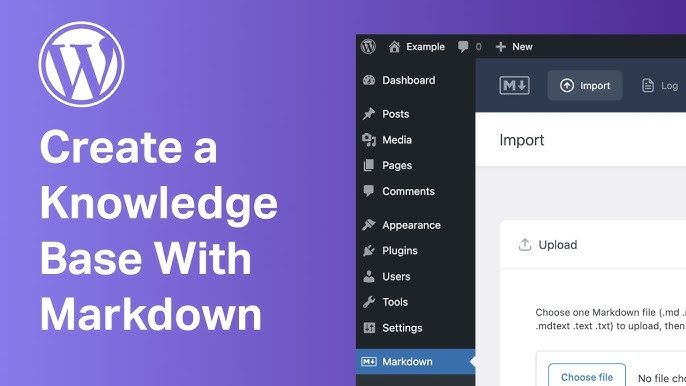 Create a
Knowledge
Base With
Markdown
Example
0
+ New
Dashboard
Posts
Media
Pages
Comments
Appearance
Plugins
Users
Tools
Settings
Markdown
Import
Log
Import
Upload
Choose one Markdown file (.md
.mdtext .text .txt) to upload, then
Choose file
No file cho